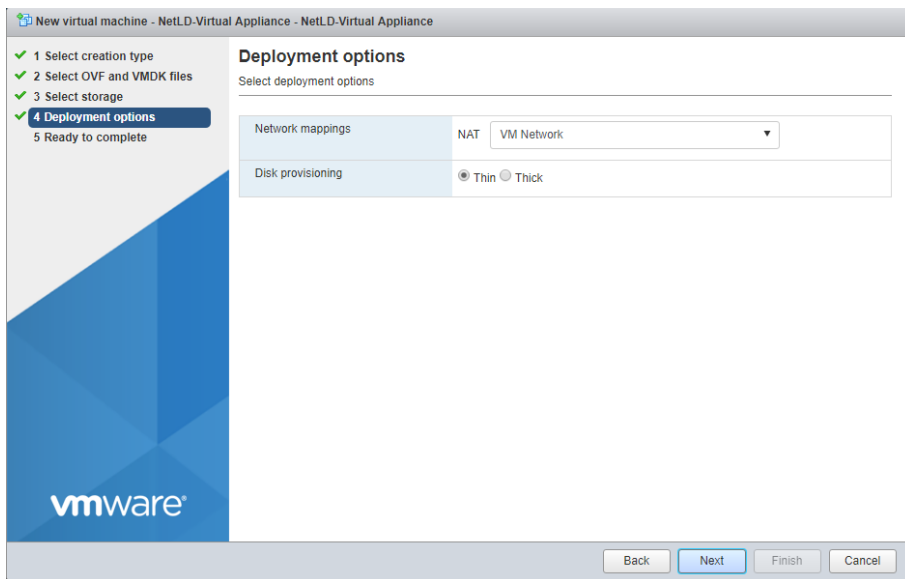 New virtual machine - NetLD-Virtual Appliance - NetLD-Virtual Appliance
1 Select creation type
2 Select OVF and VMDK files
3 Select storage
4 Deployment options
5 Ready to complete
Deployment options
Select deployment options
Network mappings
NAT VM Network
Disk provisioning
Thin Thick
vmware®
Back Next Finish Cancel